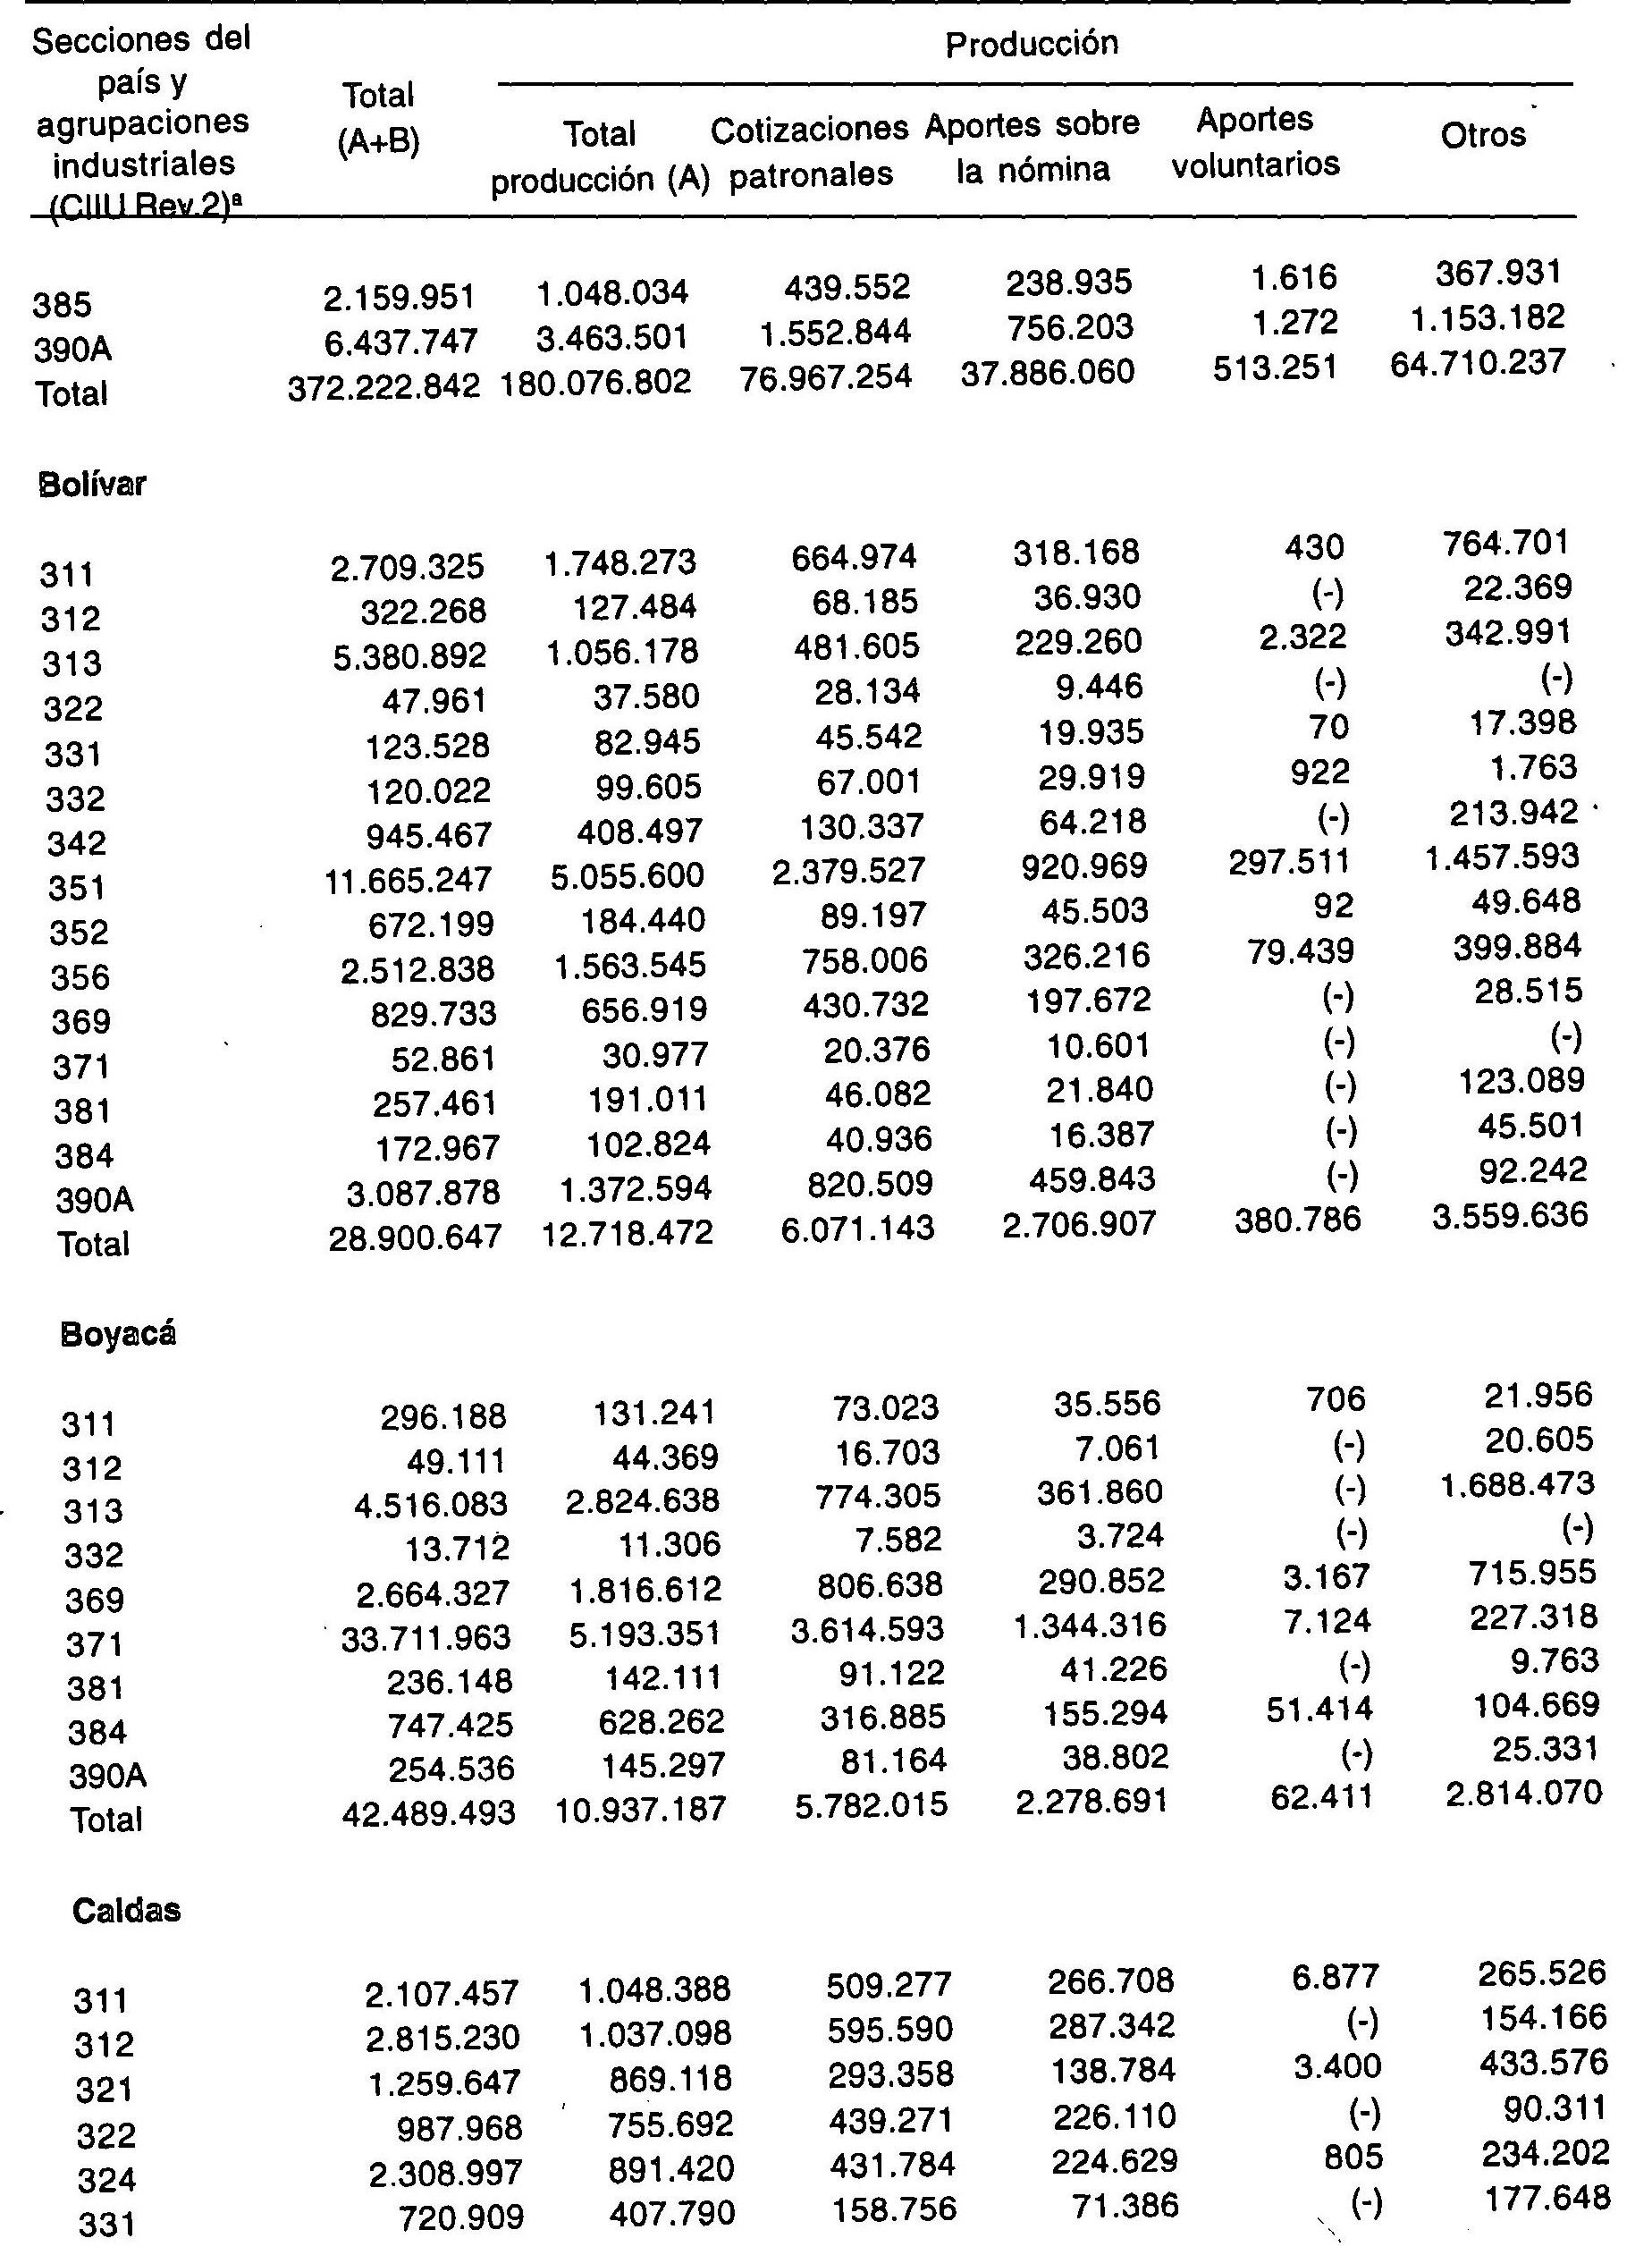 Secciones del
país y
agrupaciones
industriales
(CIIU Rev.2)ª
Total
(A+B)
Producción
Total
producción (A)
Cotizaciones
patronales
Aportes sobre
la nómina
Aportes
voluntarios
Otros
385 2.159.951 1.048.034 439.552 238.935 1.616 367.931
390A 6.437.747 3.463.501 1.552.844 756.203 1.272 1.153.182
Total 372.222.842 180.076.802 76.967.254 37.886.060 513.251 64.710.237
Bolívar
311 2.709.325 1.748.273 664.974 318.168 430 764.701
312 322.268 127.484 68.185 36.930 (-) 22.369
313 5.380.892 1.056.178 481.605 229.260 2.322 342.991
322 47.961 37.580 28.134 9.446 (-) (-)
331 123.528 82.945 45.542 19.935 70 17.398
332 120.022 99.605 67.001 29.919 922 1.763
342 945.467 408.497 130.337 64.218 (-) 213.942
351 11.665.247 5.055.600 2.379.527 920.969 297.511 1.457.593
352 672.199 184.440 89.197 45.503 92 49.648
356 2.512.838 1.563.545 758.006 326.216 79.439 399.884
369 829.733 656.919 430.732 197.672 (-) 28.515
371 52.861 30.977 20.376 10.601 (-) (-)
381 257.461 191.011 46.082 21.840 (-) 123.089
384 172.967 102.824 40.936 16.387 (-) 45.501
390A 3.087.878 1.372.594 820.509 459.843 (-) 92.242
Total 28.900.647 12.718.472 6.071.143 2.706.907 380.786 3.559.636
Boyacá
311 296.188 131.241 73.023 35.556 706 21.956
312 49.111 44.369 16.703 7.061 (-) 20.605
313 4.516.083 2.824.638 774.305 361.860 (-) 1.688.473
332 13.712 11.306 7.582 3.724 (-) (-)
369 2.664.327 1.816.612 806.638 290.852 3.167 715.955
371 33.711.963 5.193.351 3.614.593 1.344.316 7.124 227.318
381 236.148 142.111 91.122 41.226 (-) 9.763
384 747.425 628.262 316.885 155.294 51.414 104.669
390A 254.536 145.297 81.164 38.802 (-) 25.331
Total 42.489.493 10.937.187 5.782.015 2.278.691 62.411 2.814.070
Caldas
311 2.107.457 1.048.388 509.277 266.708 6.877 265.526
312 2.815.230 1.037.098 595.590 287.342 (-) 154.166
321 1.259.647 869.118 293.358 138.784 3.400 433.576
322 987.968 755.692 439.271 226.110 (-) 90.311
324 2.308.997 891.420 431.784 224.629 805 234.202
331 720.909 407.790 158.756 71.386 (-) 177.648